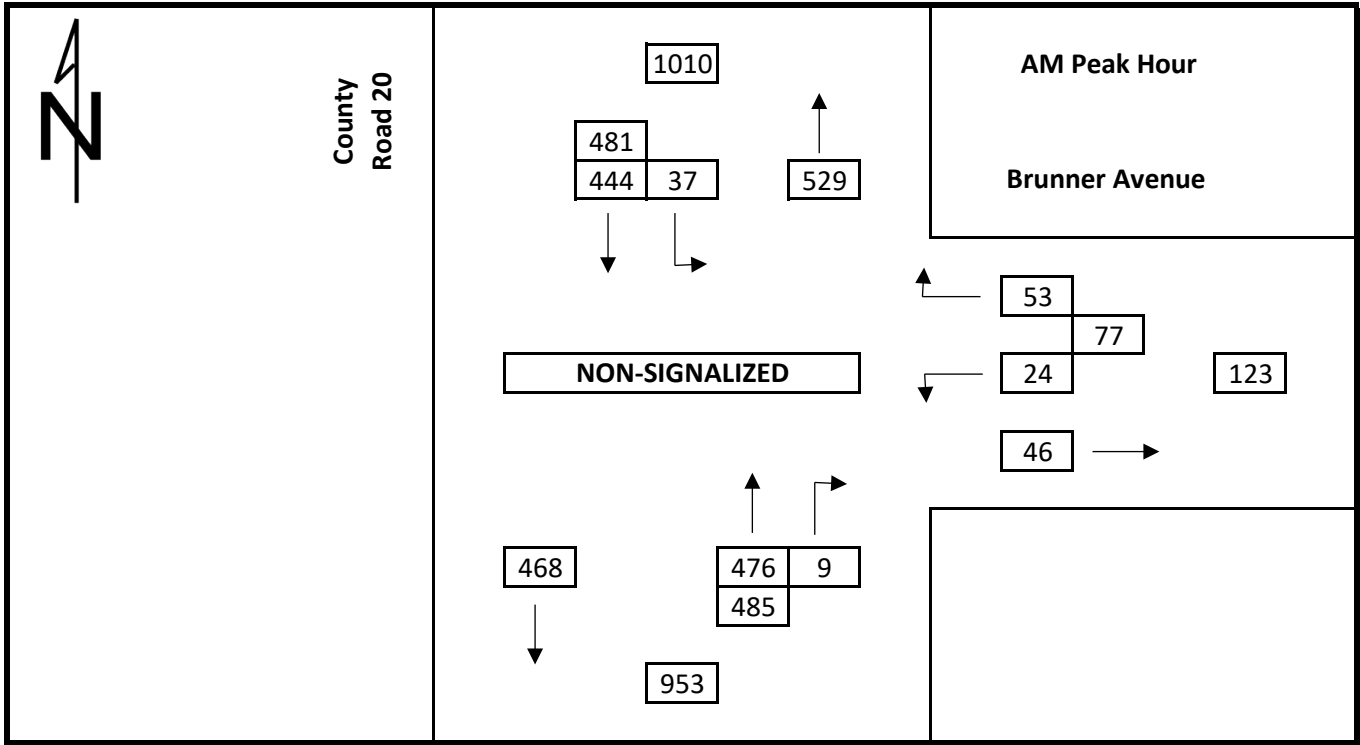 N
County
Road 20
1010
AM Peak Hour
481
444 37
529
Brunner Avenue
53
77
NON-SIGNALIZED
24
123
46
468
476 9
485
953